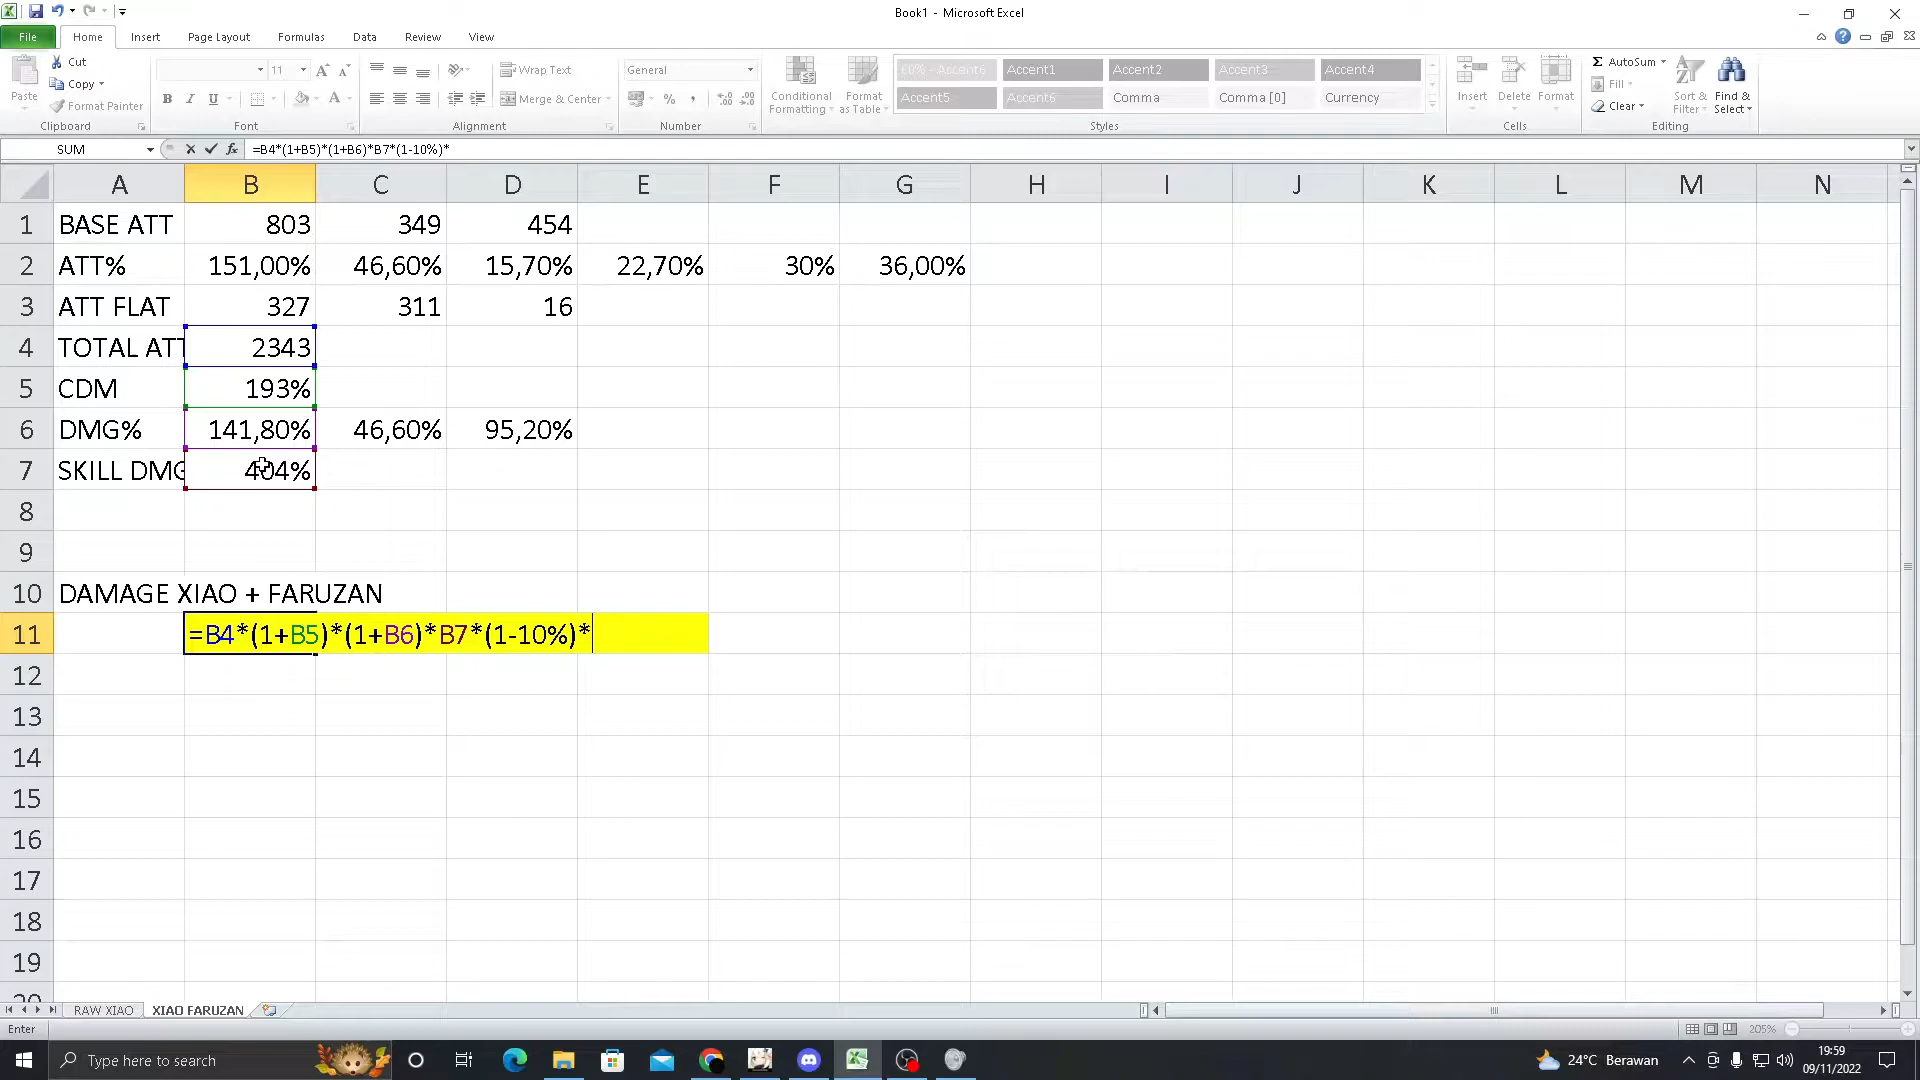 Book1 - Microsoft Excel
File Home Insert Page Layout Formulas Data Review View
Paste
Cut
Copy
Format Painter
Clipboard
11
A A
B I U
A
Font
Wrap Text
Merge & Center
Alignment
General
% ,
Number
Conditional Formatting
Format as Table
60% - Accent6 Accent1 Accent2 Accent3 Accent4
Accent5 Accent6 Comma Comma [0] Currency
Styles
Insert Delete Format
Cells
Σ AutoSum
Fill
Clear
Sort & Filter
Find & Select
Editing
SUM fx =B4*(1+B5)*(1+B6)*B7*(1-10%)*
A B C D E F G H I J K L M N
1 BASE ATT 803 349 454
2 ATT% 151,00% 46,60% 15,70% 22,70% 30% 36,00%
3 ATT FLAT 327 311 16
4 TOTAL ATT 2343
5 CDM 193%
6 DMG% 141,80% 46,60% 95,20%
7 SKILL DMG 404%
8
9
10 DAMAGE XIAO + FARUZAN
11 =B4*(1+B5)*(1+B6)*B7*(1-10%)*
12
13
14
15
16
17
18
19
20
RAW XIAO XIAO FARUZAN
Enter 205%
Type here to search 24°C Berawan 19:59
09/11/2022